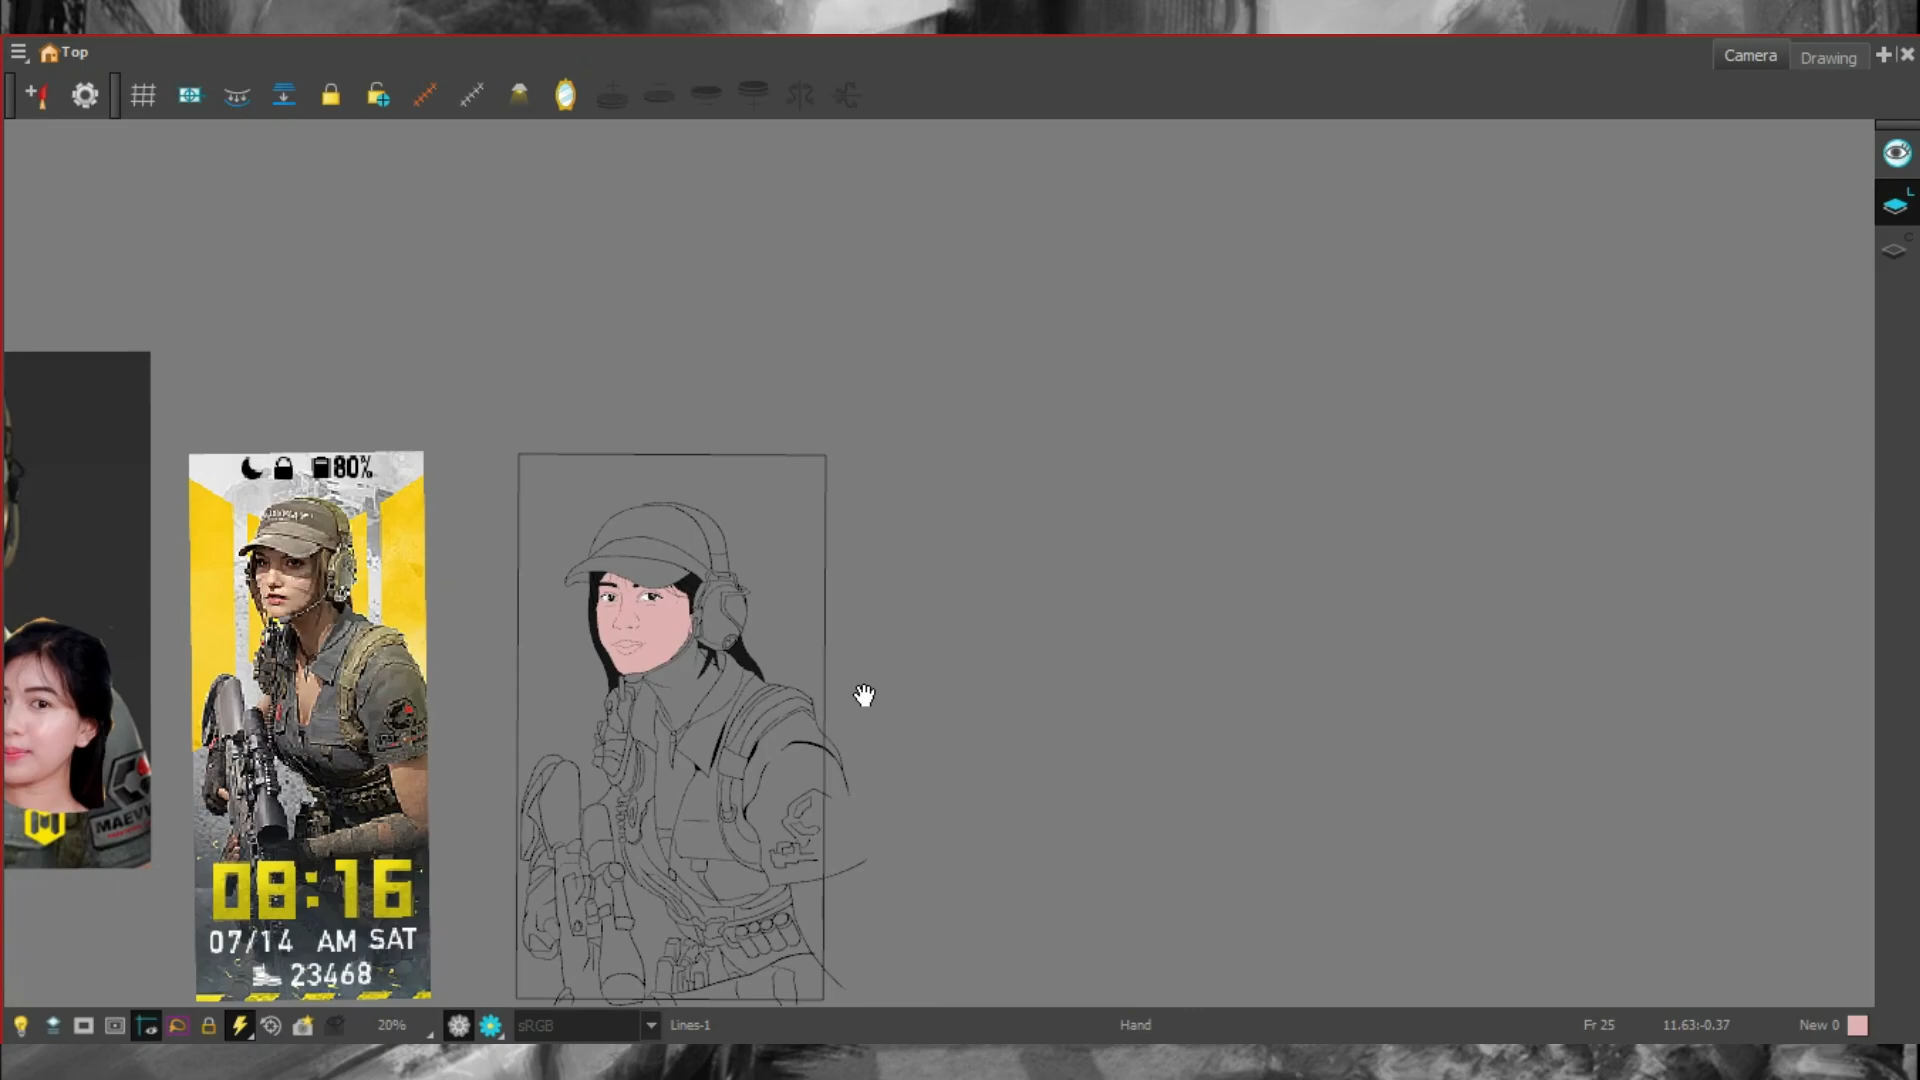 Top
Camera
Drawing
L
C
80%
MAEV
08:16
07/14 AM SAT
23468
20%
sRGB
Lines-1
Hand
Fr 25
11.63:-0.37
New 0